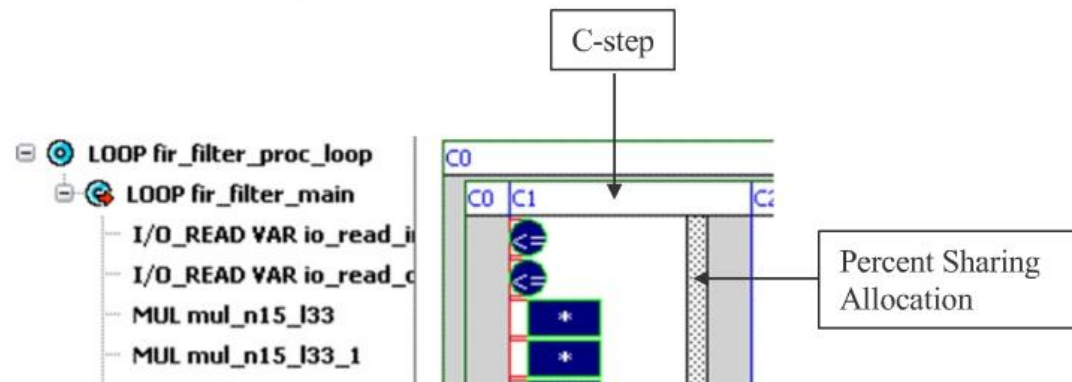 C-step
LOOP fir_filter_proc_loop
C0
LOOP fir_filter_main
C0 C1
I/O_READ VAR
<=
I/O_READ VAR
<=
Percent Sharing
Allocation
MUL mul_n15_l33
*
MUL mul_n15_l33_1
*